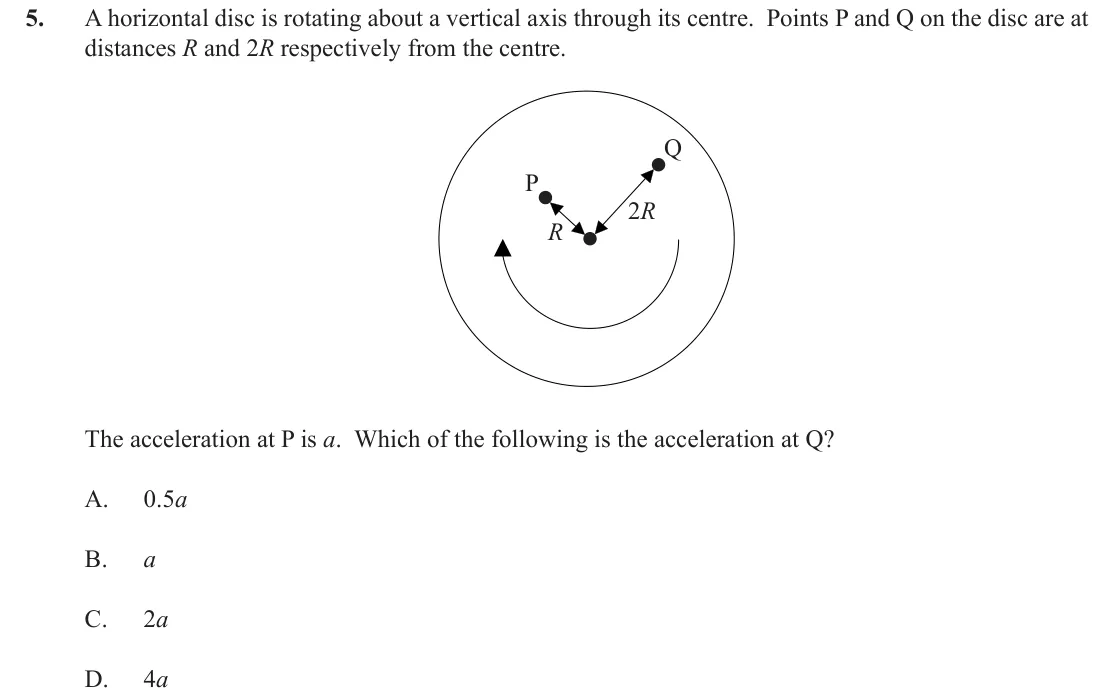 5. A horizontal disc is rotating about a vertical axis through its centre. Points P and Q on the disc are at
distances R and 2R respectively from the centre.
Q
P
2R
R
The acceleration at P is a. Which of the following is the acceleration at Q?
A. 0.5a
B. a
C. 2a
D. 4a